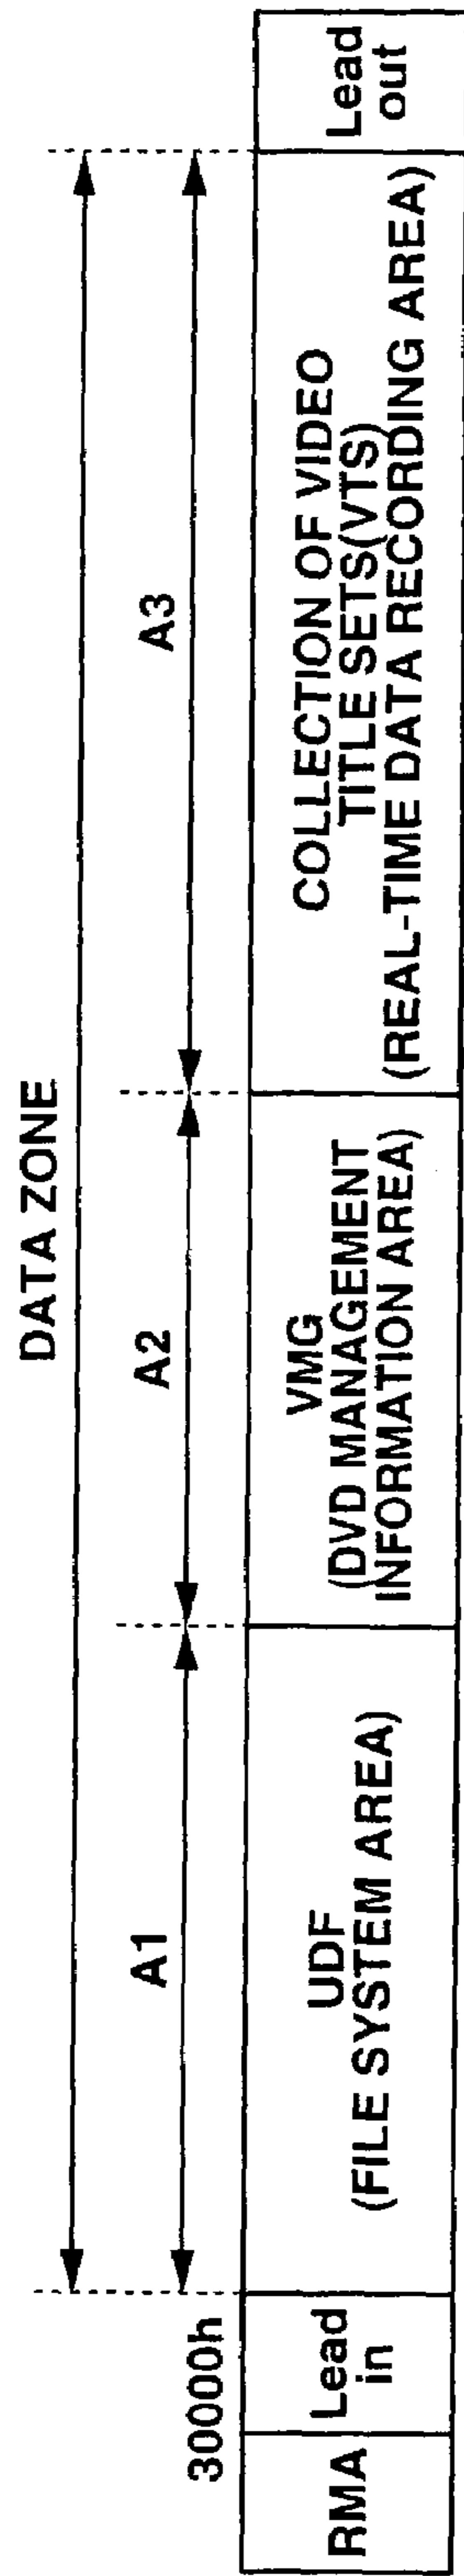 DATA ZONE
A1
A2
A3
30000h
RMA
Lead
in
UDF
(FILE SYSTEM AREA)
VMG
(DVD MANAGEMENT
INFORMATION AREA)
COLLECTION OF VIDEO
TITLE SETS(VTS)
(REAL-TIME DATA RECORDING AREA)
Lead
out